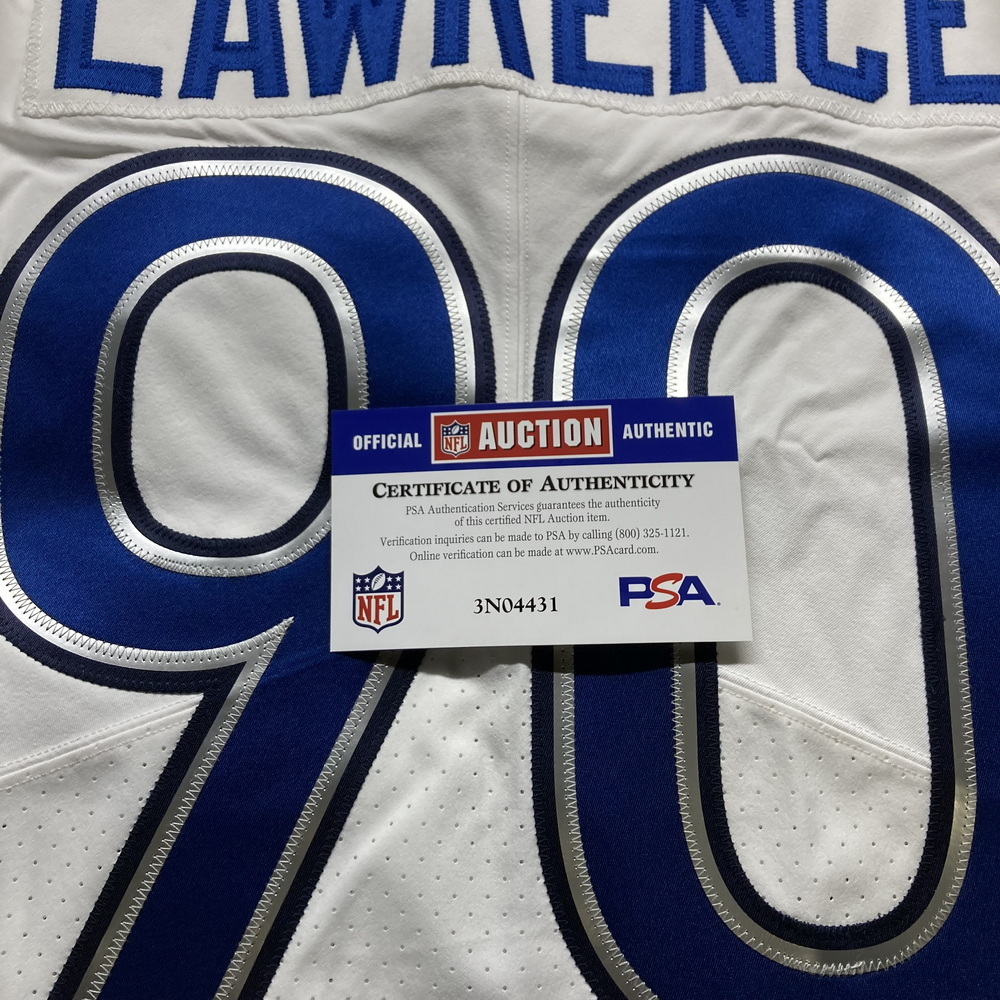 LAWRENCE
90
OFFICIAL NFL AUCTION AUTHENTIC
CERTIFICATE OF AUTHENTICITY
PSA Authentication Services guarantees the authenticity
of this certified NFL Auction item.
Verification inquiries can be made to PSA by calling (800) 325-1121.
Online verification can be made at www.PSAcard.com.
NFL 3N04431 PSA